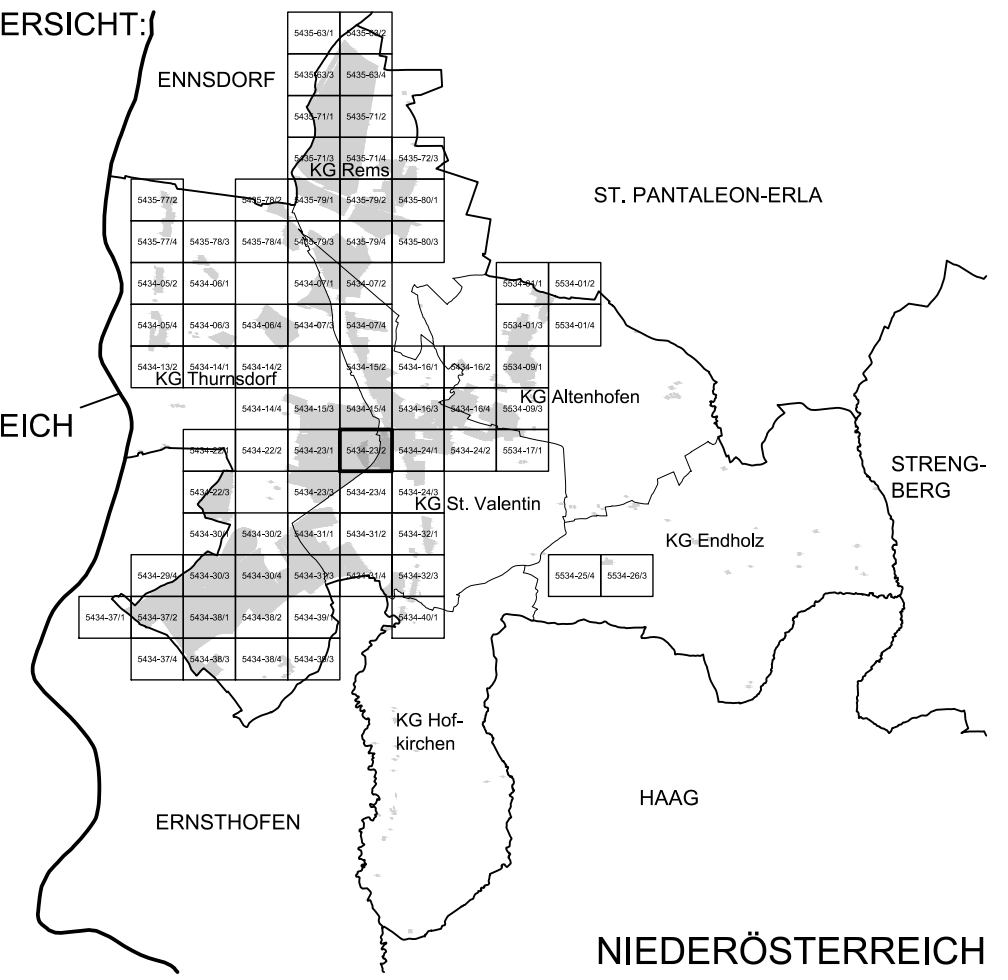 ERSICHT:
5435-63/1 5435-63/2
ENNSDORF
5435-63/3 5435-63/4
5435-71/1 5435-71/2
5435-71/3 5435-71/4 5435-72/3
KG Rems
ST. PANTALEON-ERLA
5435-77/2 5435-78/2 5435-79/1 5435-79/2 5435-80/1
5435-77/4 5435-78/3 5435-78/4 5435-79/3 5435-79/4 5435-80/3
5434-05/2 5434-06/1 5434-07/1 5434-07/2 5534-01/1 5534-01/2
5434-05/4 5434-06/3 5434-06/4 5434-07/3 5434-07/4 5534-01/3 5534-01/4
5434-13/2 5434-14/1 5434-14/2 5434-15/2 5434-16/1 5434-16/2 5534-09/1
KG Thurnsdorf
KG Altenhofen
5434-14/4 5434-15/3 5434-15/4 5434-16/3 5434-16/4 5534-09/3
EICH
5434-22/1 5434-22/2 5434-23/1 5434-23/2 5434-24/1 5434-24/2 5534-17/1
STRENG-
BERG
5434-22/3 5434-23/3 5434-23/4 5434-24/3
KG St. Valentin
5434-30/1 5434-30/2 5434-31/1 5434-31/2 5434-32/1
KG Endholz
5434-29/4 5434-30/3 5434-30/4 5434-31/3 5434-31/4 5434-32/3 5534-25/4 5534-26/3
5434-37/1 5434-37/2 5434-38/1 5434-38/2 5434-39/1 5434-40/1
5434-37/4 5434-38/3 5434-38/4 5434-39/3
KG Hof-
kirchen
HAAG
ERNSTHOFEN
NIEDERÖSTERREICH